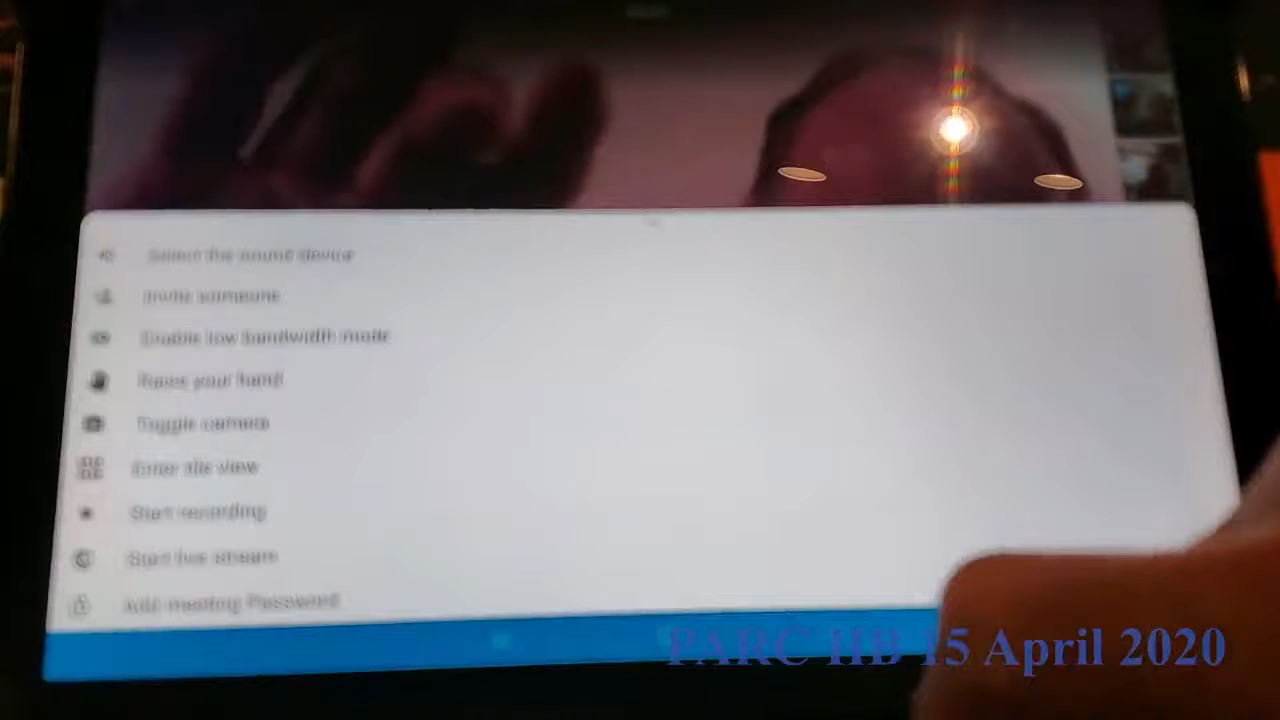 Select the sound device
Invite someone
Enable low bandwidth mode
Raise your hand
Toggle camera
Enter tile view
Start recording
Start live stream
Add meeting Password
PARC HB 15 April 2020